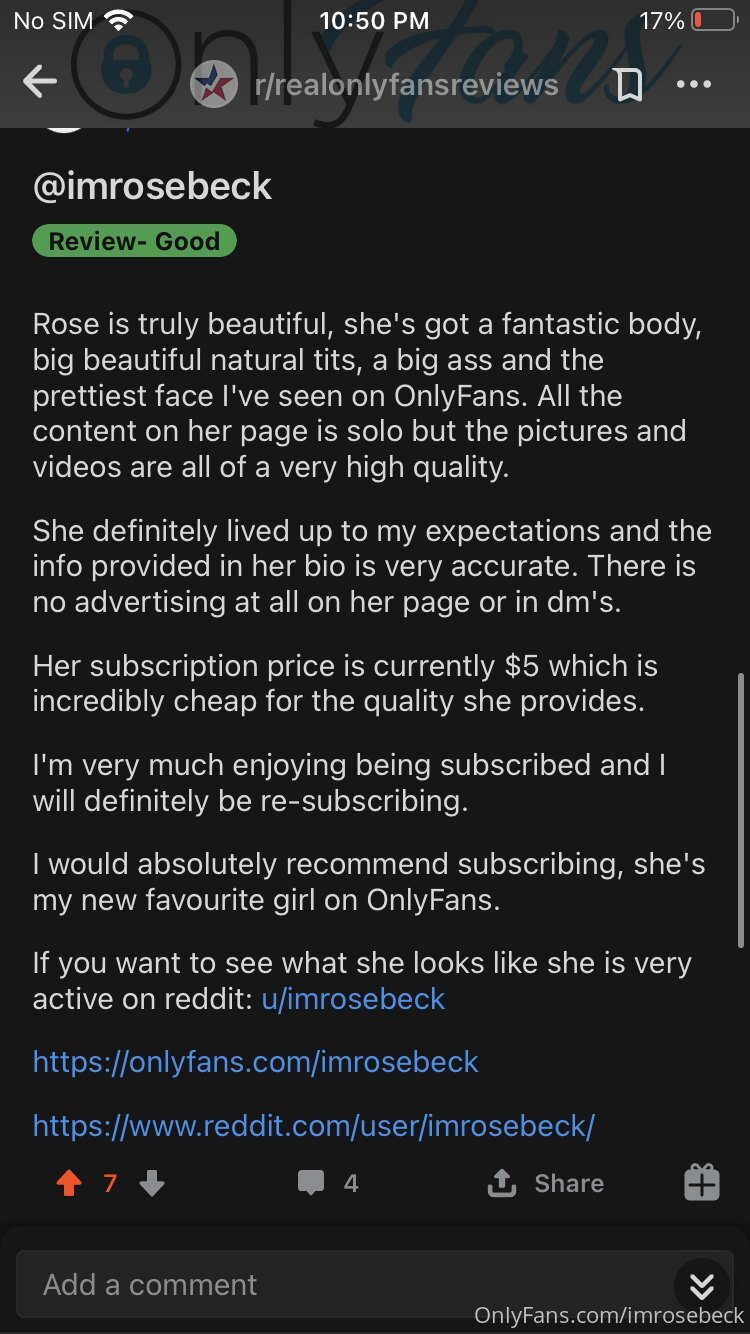 No SIM
10:50 PM
17%
OnlyFans
r/realonlyfansreviews
@imrosebeck
Review- Good
Rose is truly beautiful, she's got a fantastic body,
big beautiful natural tits, a big ass and the
prettiest face I've seen on OnlyFans. All the
content on her page is solo but the pictures and
videos are all of a very high quality.
She definitely lived up to my expectations and the
info provided in her bio is very accurate. There is
no advertising at all on her page or in dm's.
Her subscription price is currently $5 which is
incredibly cheap for the quality she provides.
I'm very much enjoying being subscribed and I
will definitely be re-subscribing.
I would absolutely recommend subscribing, she's
my new favourite girl on OnlyFans.
If you want to see what she looks like she is very
active on reddit: u/imrosebeck
https://onlyfans.com/imrosebeck
https://www.reddit.com/user/imrosebeck/
7
4
Share
Add a comment
OnlyFans.com/imrosebeck